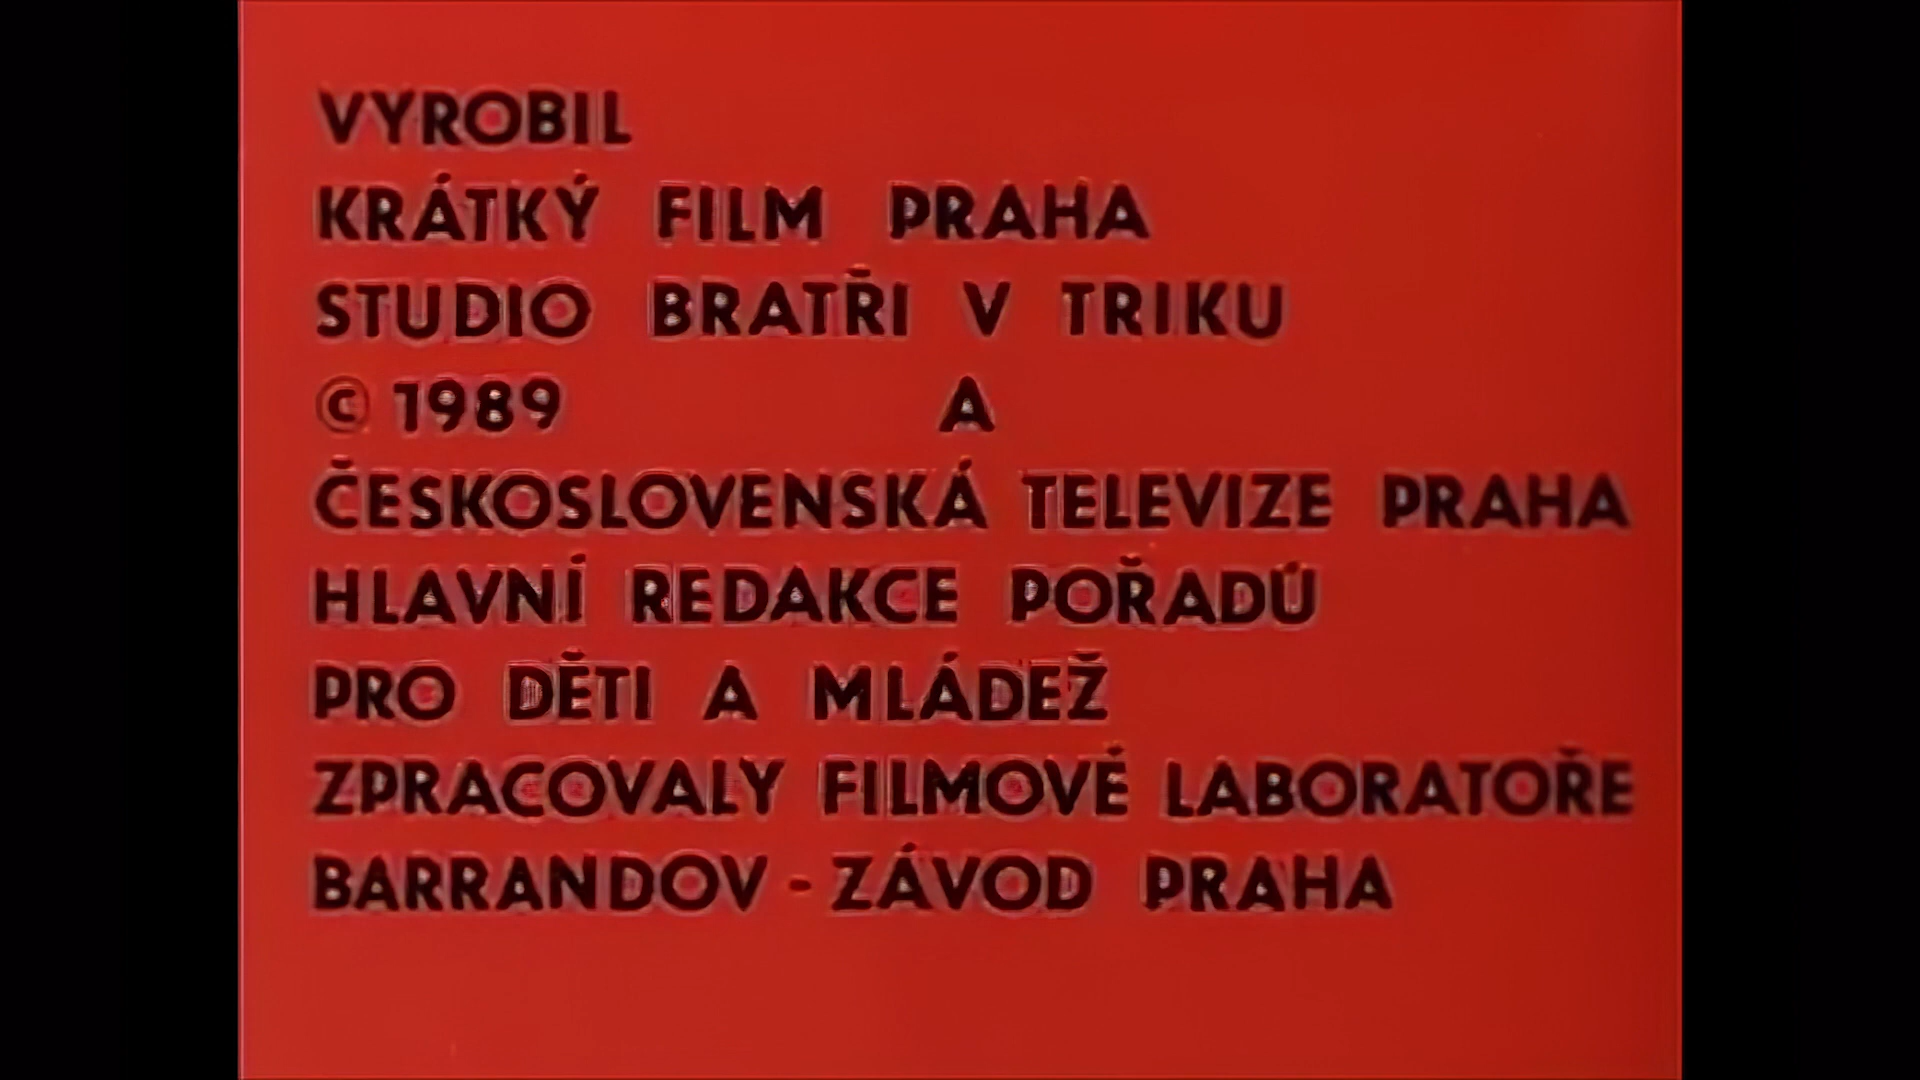 VYROBIL
KRÁTKÝ FILM PRAHA
STUDIO BRATŘI V TRIKU
© 1989 A
ČESKOSLOVENSKÁ TELEVIZE PRAHA
HLAVNÍ REDAKCE POŘADŮ
PRO DĚTI A MLÁDEŽ
ZPRACOVALY FILMOVÉ LABORATOŘE
BARRANDOV - ZÁVOD PRAHA